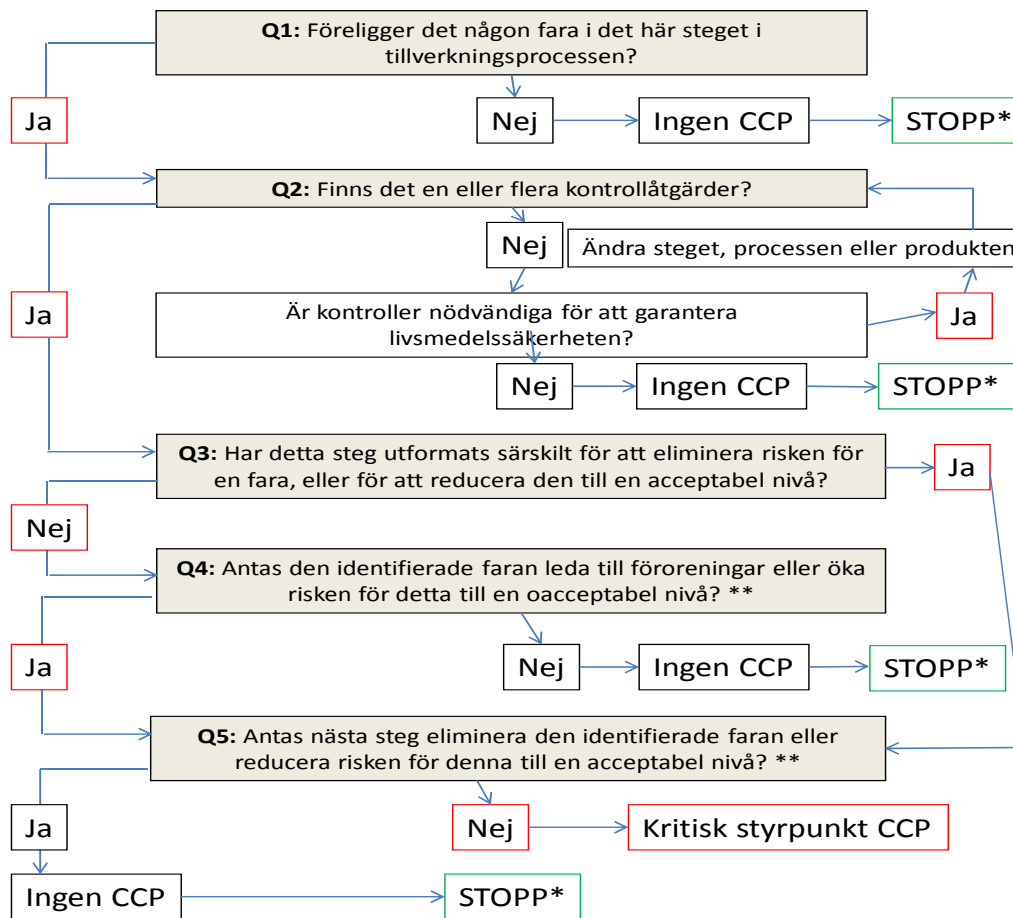 Q1: Föreligger det någon fara i det här steget i
tillverkningsprocessen?
Ja
Nej
Ingen CCP
STOPP*
Q2: Finns det en eller flera kontrollåtgärder?
Nej
Ändra steget, processen eller produkten
Ja
Är kontroller nödvändiga för att garantera
livsmedelssäkerheten?
Ja
Nej
Ingen CCP
STOPP*
Q3: Har detta steg utformats särskilt för att eliminera risken för
en fara, eller för att reducera den till en acceptabel nivå?
Ja
Nej
Q4: Antas den identifierade faran leda till föroreningar eller öka
risken för detta till en oacceptabel nivå? **
Ja
Nej
Ingen CCP
STOPP*
Q5: Antas nästa steg eliminera den identifierade faran eller
reducera risken för denna till en acceptabel nivå? **
Ja
Nej
Kritisk styrpunkt CCP
Ingen CCP
STOPP*